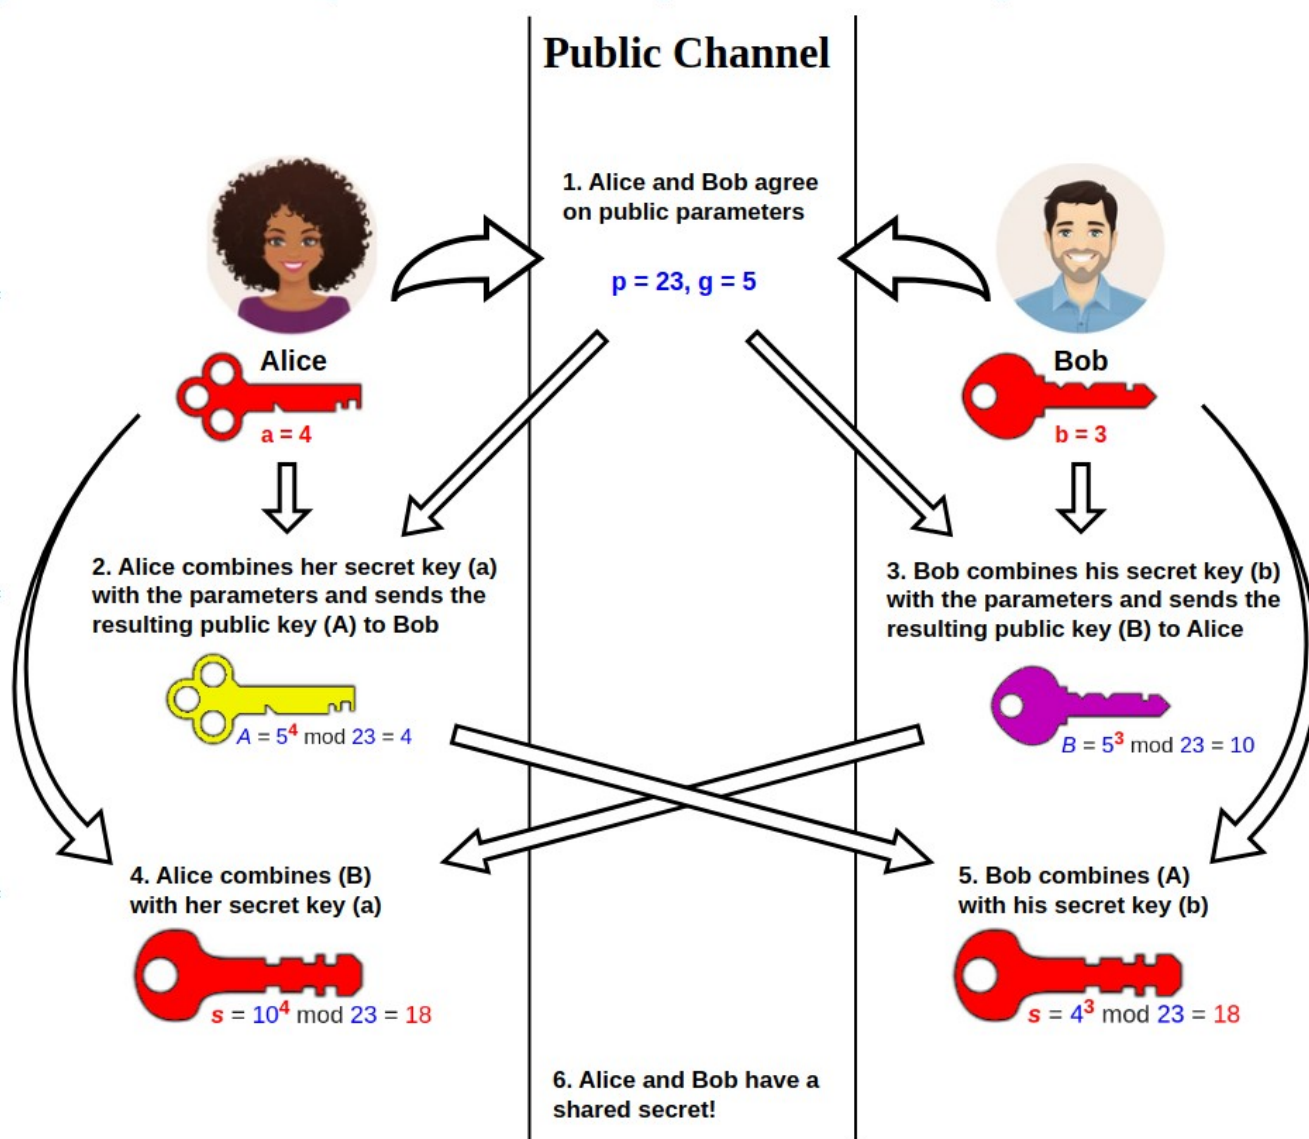 Public Channel
1. Alice and Bob agree
on public parameters
p = 23, g = 5
Alice
a = 4
Bob
b = 3
2. Alice combines her secret key (a)
with the parameters and sends the
resulting public key (A) to Bob
A = 5⁴ mod 23 = 4
3. Bob combines his secret key (b)
with the parameters and sends the
resulting public key (B) to Alice
B = 5³ mod 23 = 10
4. Alice combines (B)
with her secret key (a)
s = 10⁴ mod 23 = 18
5. Bob combines (A)
with his secret key (b)
s = 4³ mod 23 = 18
6. Alice and Bob have a
shared secret!